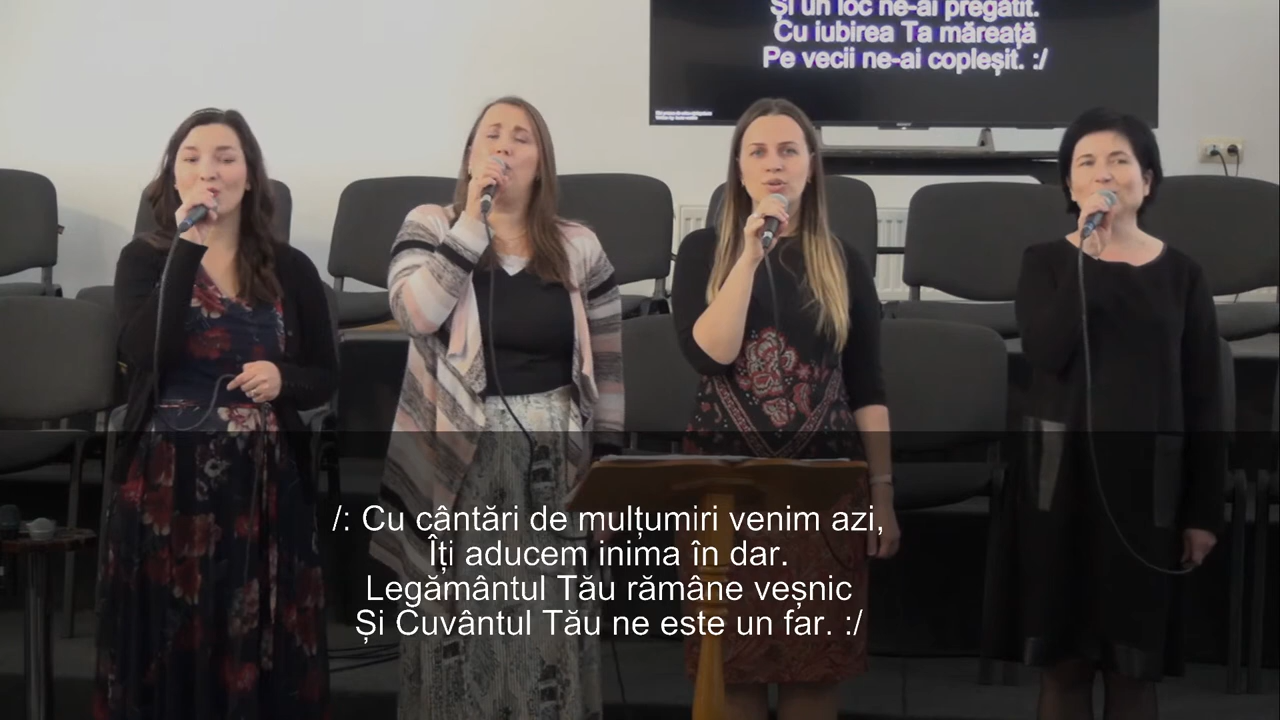 Și un loc ne-ai pregătit.
Cu iubirea Ta măreață
Pe vecii ne-ai copleșit. :/
/: Cu cântări de mulțumiri venim azi,
Îți aducem inima în dar.
Legământul Tău rămâne veșnic
Și Cuvântul Tău ne este un far. :/